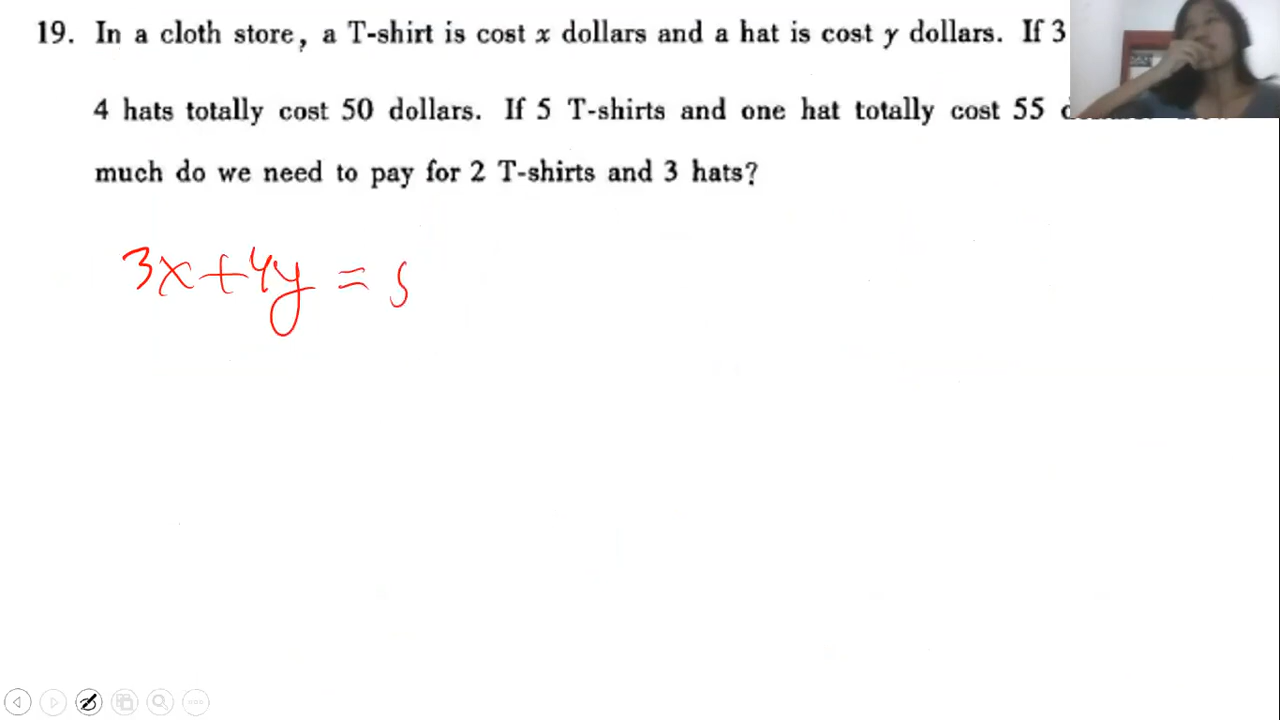 19. In a cloth store, a T-shirt is cost x dollars and a hat is cost y dollars. If 3
4 hats totally cost 50 dollars. If 5 T-shirts and one hat totally cost 55
much do we need to pay for 2 T-shirts and 3 hats?
3x+4y = 5